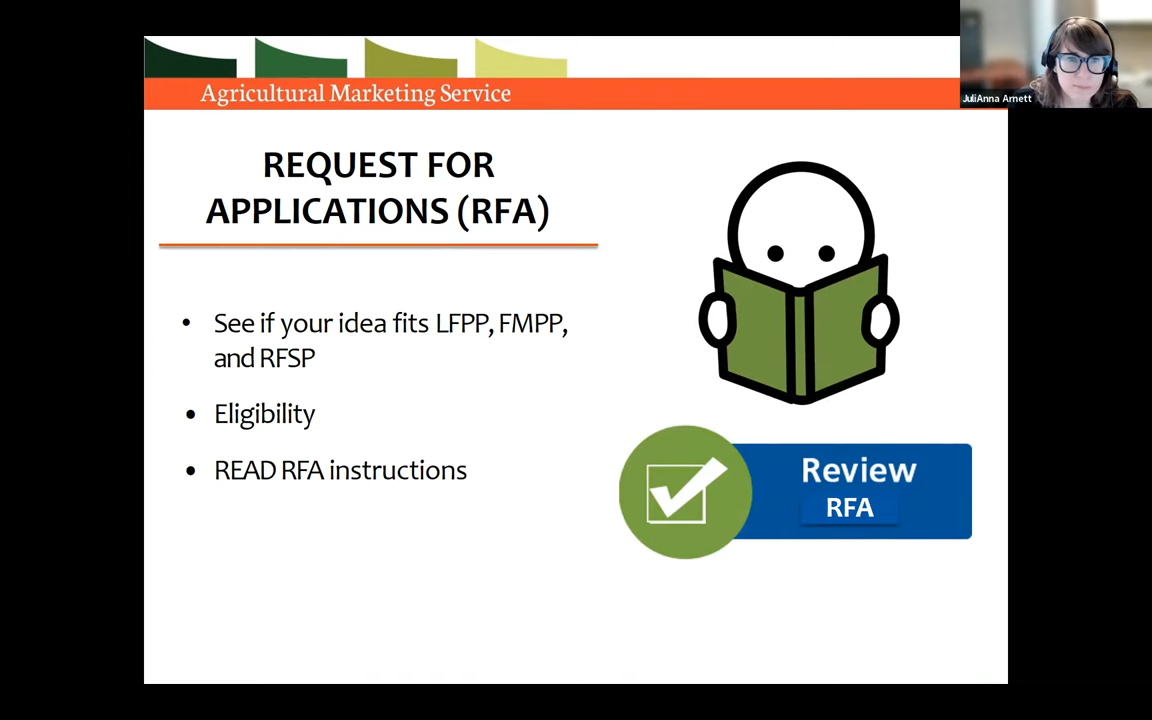 Agricultural Marketing Service
JuliAnna Arnett
REQUEST FOR
APPLICATIONS (RFA)
• See if your idea fits LFPP, FMPP,
and RFSP
• Eligibility
• READ RFA instructions
Review
RFA